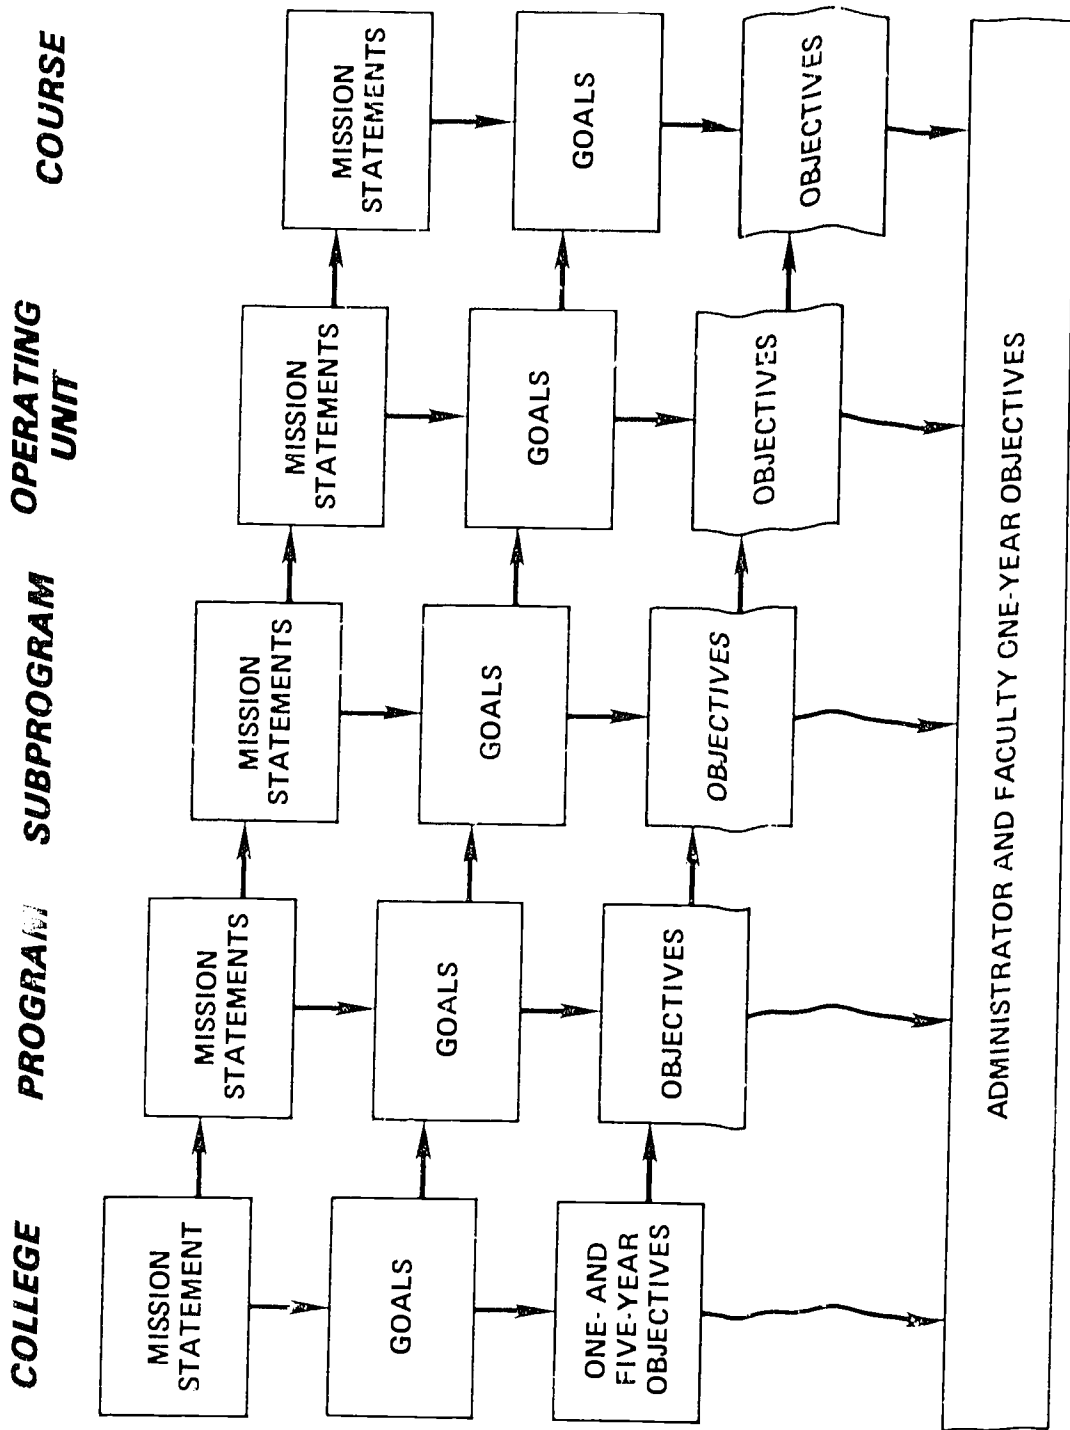 COLLEGE
PROGRAM
SUBPROGRAM
OPERATING
UNIT
COURSE
MISSION
STATEMENT
MISSION
STATEMENTS
MISSION
STATEMENTS
MISSION
STATEMENTS
MISSION
STATEMENTS
GOALS
GOALS
GOALS
GOALS
GOALS
ONE- AND
FIVE-YEAR
OBJECTIVES
OBJECTIVES
OBJECTIVES
OBJECTIVES
OBJECTIVES
ADMINISTRATOR AND FACULTY ONE-YEAR OBJECTIVES